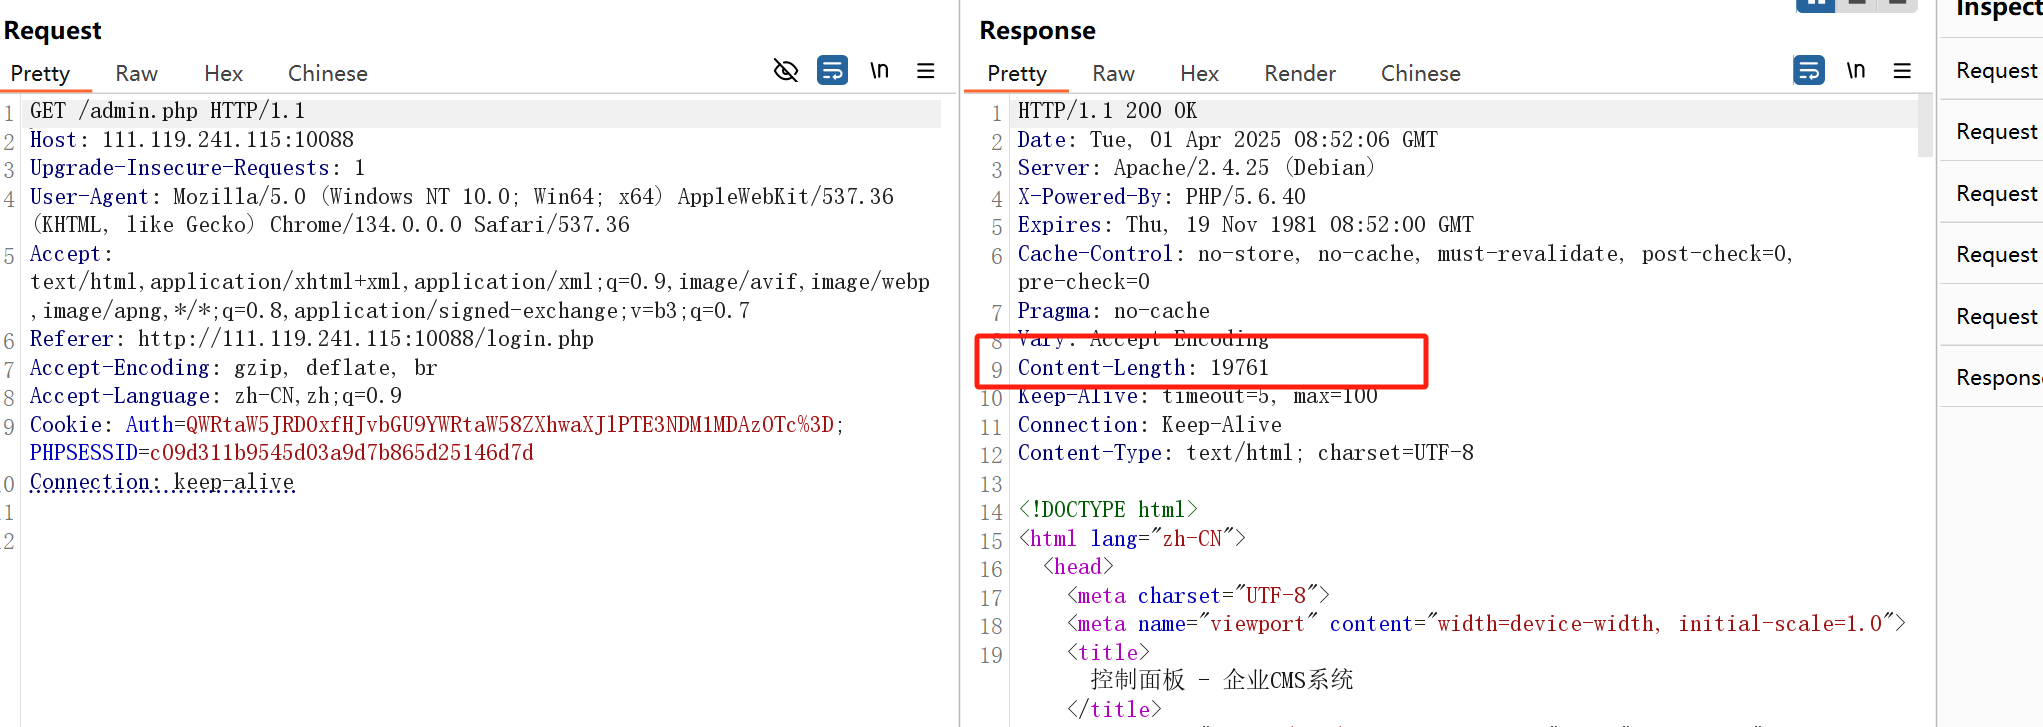 Request
Pretty Raw Hex Chinese \n
1 GET /admin.php HTTP/1.1
2 Host: 111.119.241.115:10088
3 Upgrade-Insecure-Requests: 1
4 User-Agent: Mozilla/5.0 (Windows NT 10.0; Win64; x64) AppleWebKit/537.36
(KHTML, like Gecko) Chrome/134.0.0.0 Safari/537.36
5 Accept:
text/html,application/xhtml+xml,application/xml;q=0.9,image/avif,image/webp
,image/apng,*/*;q=0.8,application/signed-exchange;v=b3;q=0.7
6 Referer: http://111.119.241.115:10088/login.php
7 Accept-Encoding: gzip, deflate, br
8 Accept-Language: zh-CN,zh;q=0.9
9 Cookie: Auth=QWRtaW5JRD0xfHJvbGU9YWRtaW58ZXhwaXJlPTE3NDM1MDAzOTc%3D;
PHPSESSID=c09d311b9545d03a9d7b865d25146d7d
0 Connection: keep-alive
1
2
Response
Pretty Raw Hex Render Chinese \n
1 HTTP/1.1 200 OK
2 Date: Tue, 01 Apr 2025 08:52:06 GMT
3 Server: Apache/2.4.25 (Debian)
4 X-Powered-By: PHP/5.6.40
5 Expires: Thu, 19 Nov 1981 08:52:00 GMT
6 Cache-Control: no-store, no-cache, must-revalidate, post-check=0,
pre-check=0
7 Pragma: no-cache
8 Vary: Accept-Encoding
9 Content-Length: 19761
10 Keep-Alive: timeout=5, max=100
11 Connection: Keep-Alive
12 Content-Type: text/html; charset=UTF-8
13
14 <!DOCTYPE html>
15 <html lang="zh-CN">
16 <head>
17 <meta charset="UTF-8">
18 <meta name="viewport" content="width=device-width, initial-scale=1.0">
19 <title>
控制面板 - 企业CMS系统
</title>
Inspect
Request
Request
Request
Request
Request
Respons